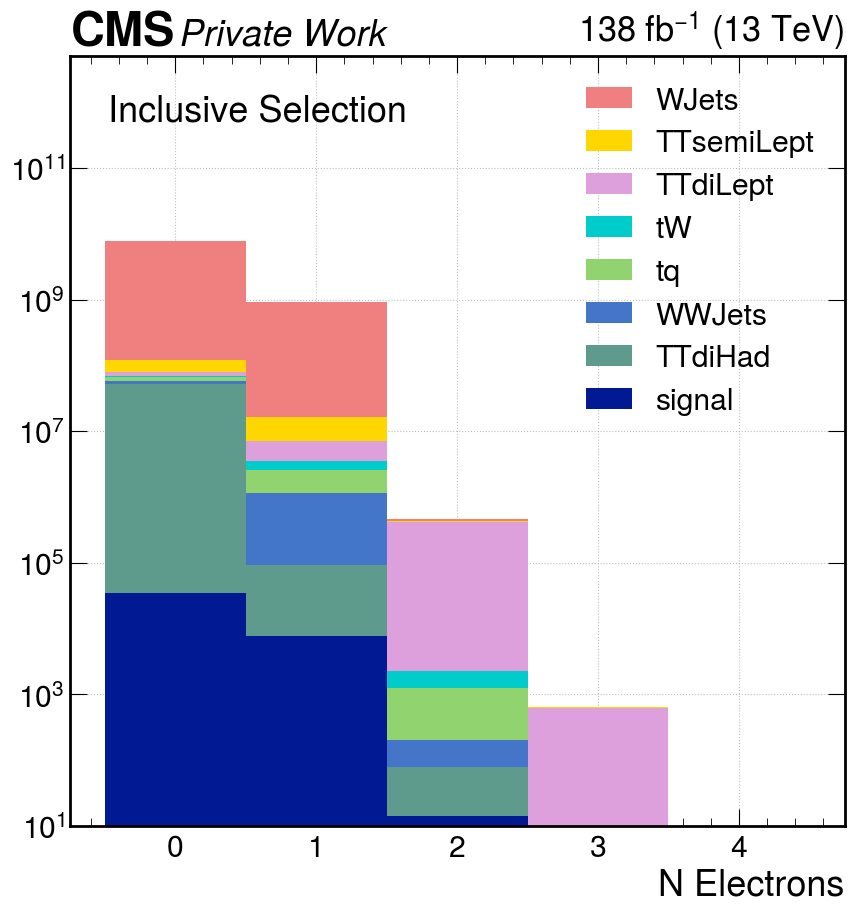 CMS Private Work 138 fb⁻¹ (13 TeV)
Inclusive Selection
WJets
TTsemiLept
TTdiLept
tW
tq
WWJets
TTdiHad
signal
10¹¹
10⁹
10⁷
10⁵
10³
10¹
0 1 2 3 4
N Electrons